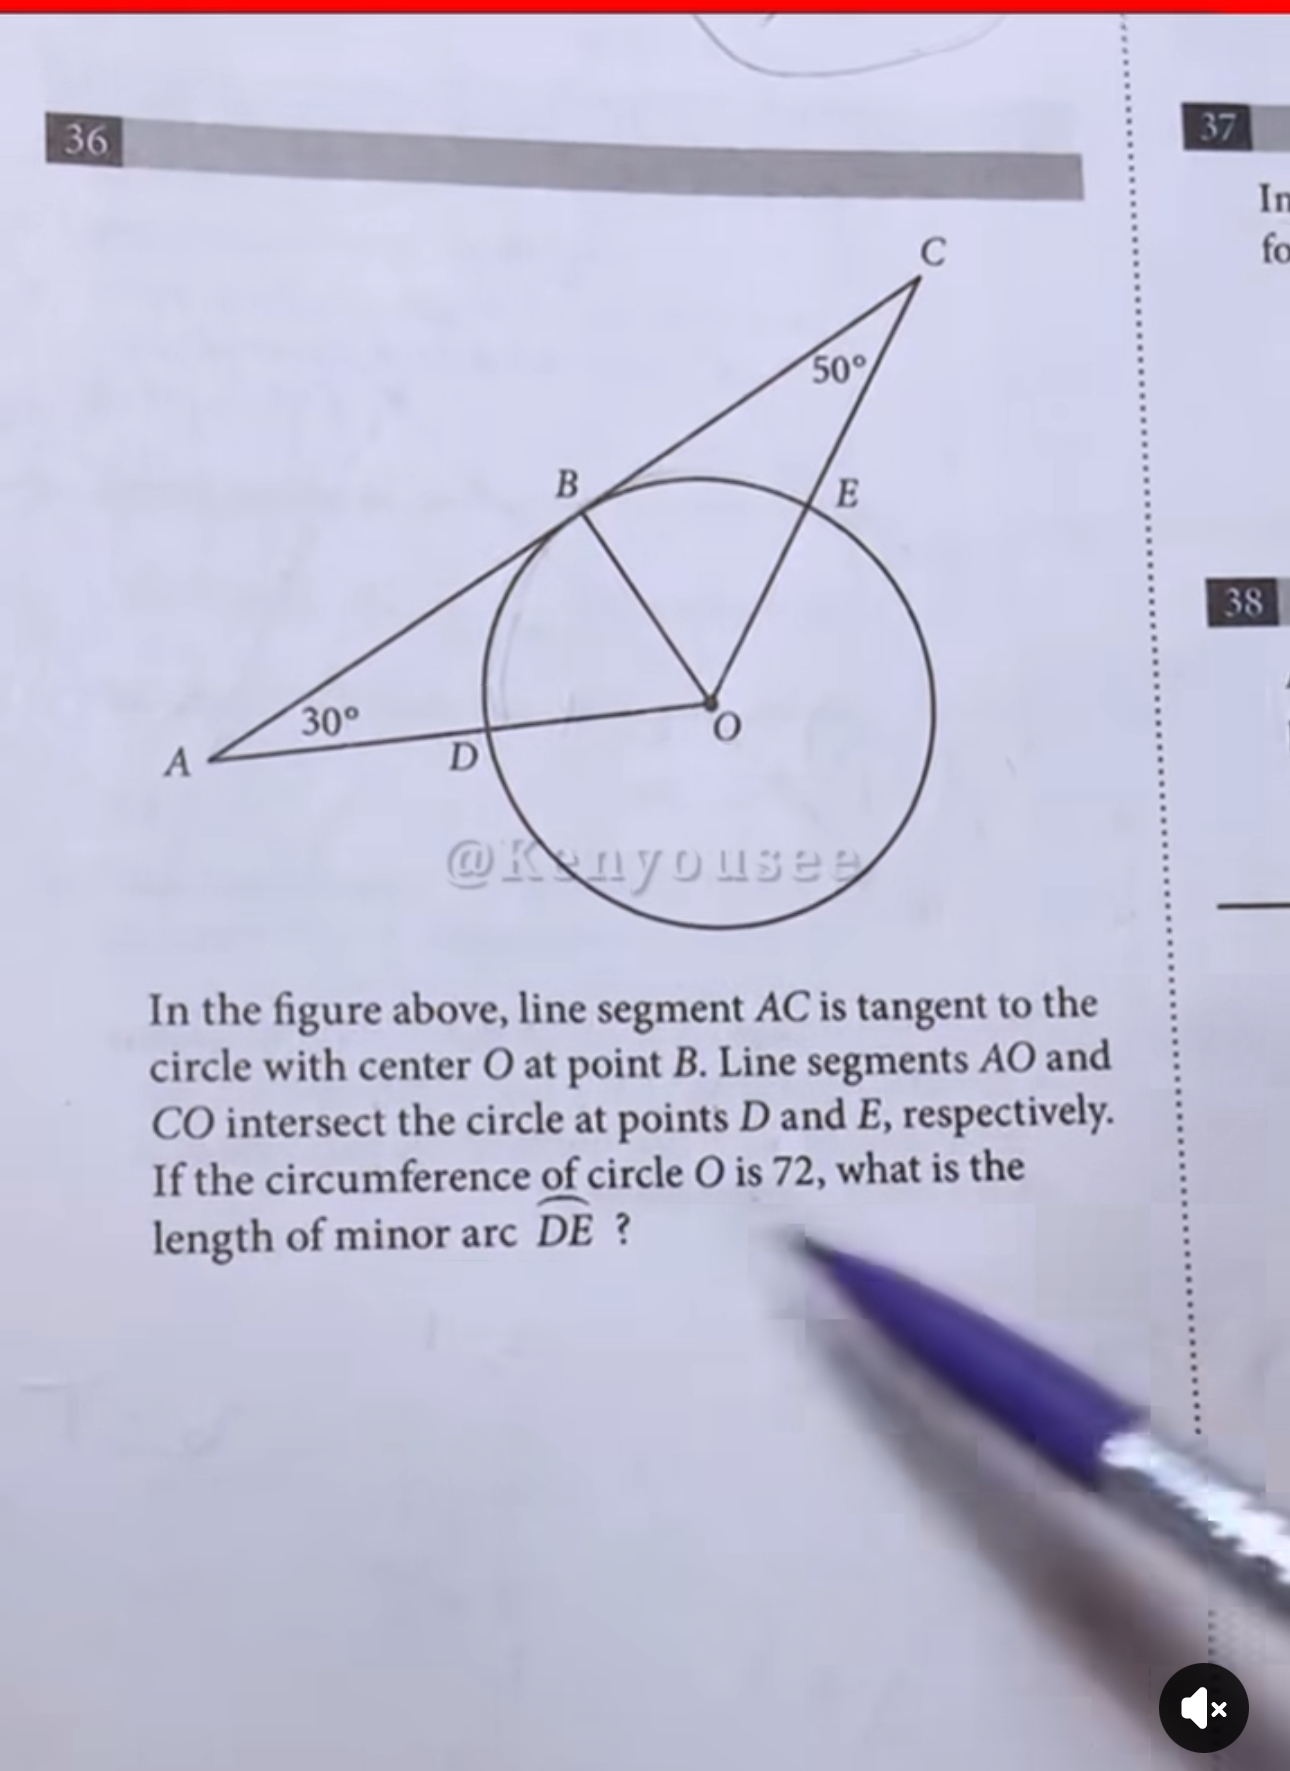 36
37
In
fo
C
50°
B
E
38
30°
O
A
D
@Kenyousee
In the figure above, line segment AC is tangent to the
circle with center O at point B. Line segments AO and
CO intersect the circle at points D and E, respectively.
If the circumference of circle O is 72, what is the
length of minor arc DE ?